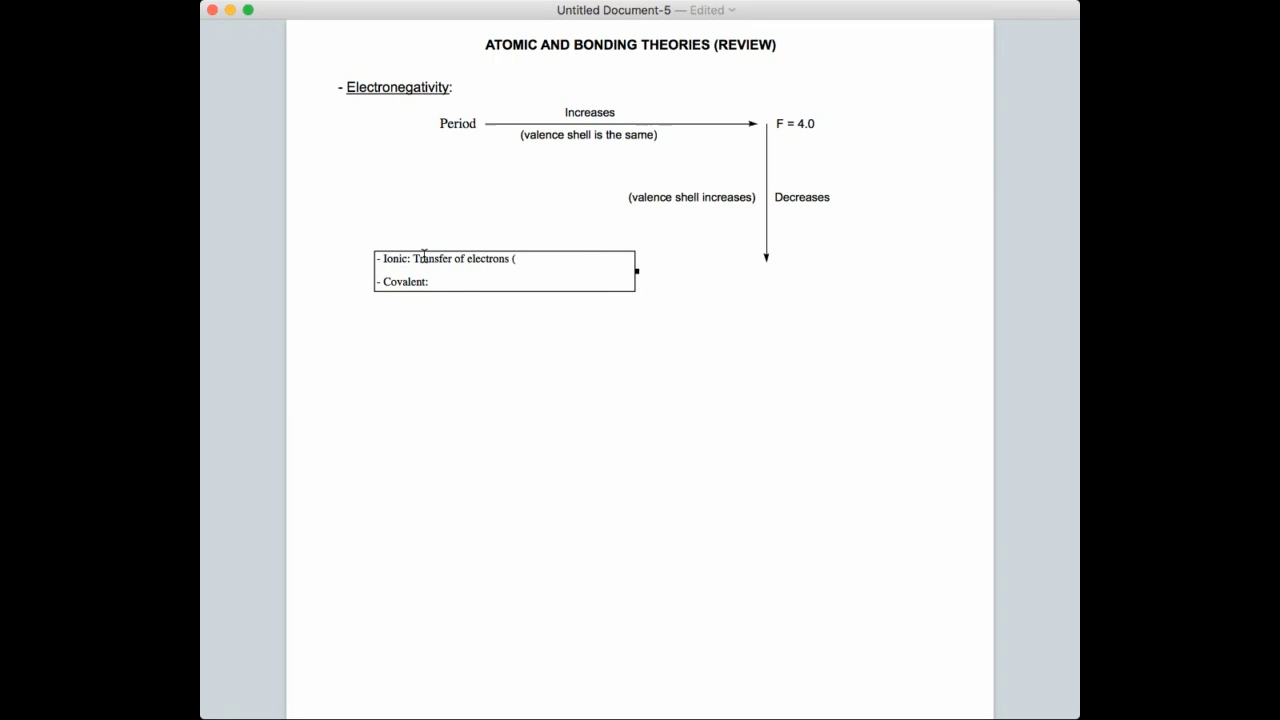 Untitled Document-5 — Edited
ATOMIC AND BONDING THEORIES (REVIEW)
- Electronegativity:
Increases
Period
F = 4.0
(valence shell is the same)
(valence shell increases)
Decreases
- Ionic: Transfer of electrons (
- Covalent: